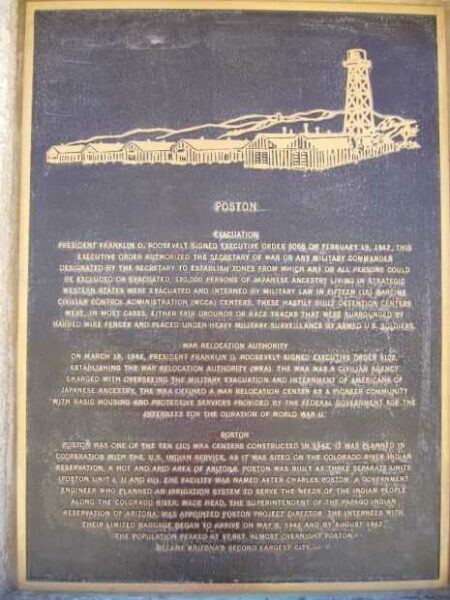 POSTON
EVACUATION
PRESIDENT FRANKLIN D. ROOSEVELT SIGNED EXECUTIVE ORDER 9066 ON FEBRUARY 19, 1942, THIS
EXECUTIVE ORDER AUTHORIZED THE SECRETARY OF WAR OR ANY MILITARY COMMANDER
DESIGNATED BY THE SECRETARY TO ESTABLISH ZONES FROM WHICH ANY OR ALL PERSONS COULD
BE EXCLUDED OR EVACUATED. 120,000 PERSONS OF JAPANESE ANCESTRY LIVING IN STRATEGIC
WESTERN STATES WERE EVACUATED AND INTERNED BY MILITARY LAW IN FIFTEEN WARTIME
CIVILIAN CONTROL ADMINISTRATION (WCCA) CENTERS. THESE HASTILY BUILT DETENTION CENTERS
WERE, IN MOST CASES, EITHER FAIR GROUNDS OR RACE TRACKS THAT WERE SURROUNDED BY
BARBED WIRE FENCES AND PLACED UNDER HEAVY MILITARY SURVEILLANCE BY ARMED U.S. SOLDIERS.
WAR RELOCATION AUTHORITY
ON MARCH 18, 1942, PRESIDENT FRANKLIN D. ROOSEVELT SIGNED EXECUTIVE ORDER 9102,
ESTABLISHING THE WAR RELOCATION AUTHORITY (WRA). THE WRA WAS A CIVILIAN AGENCY
CHARGED WITH OVERSEEING THE MILITARY EVACUATION AND INTERNMENT OF AMERICANS OF
JAPANESE ANCESTRY. THE WRA DEFINED A WAR RELOCATION CENTER AS A PIONEER COMMUNITY
WITH BASIC HOUSING AND PROTECTIVE SERVICES PROVIDED BY THE FEDERAL GOVERNMENT FOR THE
INTERNEES FOR THE DURATION OF WORLD WAR II.
POSTON
POSTON WAS ONE OF THE TEN (10) WRA CENTERS CONSTRUCTED IN 1942. IT WAS PLANNED IN
COOPERATION WITH THE U.S. INDIAN SERVICE, AS IT WAS SITED ON THE COLORADO RIVER INDIAN
RESERVATION, A HOT AND ARID AREA OF ARIZONA. POSTON WAS BUILT AS THREE SEPARATE UNITS
(POSTON UNIT I, II AND III). THE FACILITY WAS NAMED AFTER CHARLES POSTON, A GOVERNMENT
ENGINEER WHO PLANNED AN IRRIGATION SYSTEM TO SERVE THE NEEDS OF THE INDIAN PEOPLE
ALONG THE COLORADO RIVER. WADE HEAD, THE SUPERINTENDENT OF THE PAPAGO INDIAN
RESERVATION OF ARIZONA, WAS APPOINTED POSTON PROJECT DIRECTOR. THE INTERNEES WITH
THEIR LIMITED BAGGAGE BEGAN TO ARRIVE ON MAY 8, 1942 AND BY AUGUST 1942,
THE POPULATION PEAKED AT 17,867. ALMOST OVERNIGHT POSTON
BECAME ARIZONA'S SECOND LARGEST CITY.